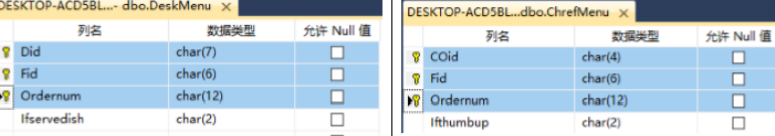 DESKTOP-ACD5BL...- dbo.DeskMenu ×
列名 数据类型 允许 Null 值
Did char(7)
Fid char(6)
Ordernum char(12)
Ifservedish char(2)
DESKTOP-ACD5BL...dbo.ChrefMenu ×
列名 数据类型 允许 Null 值
COid char(4)
Fid char(6)
Ordernum char(12)
Ifthumbup char(2)